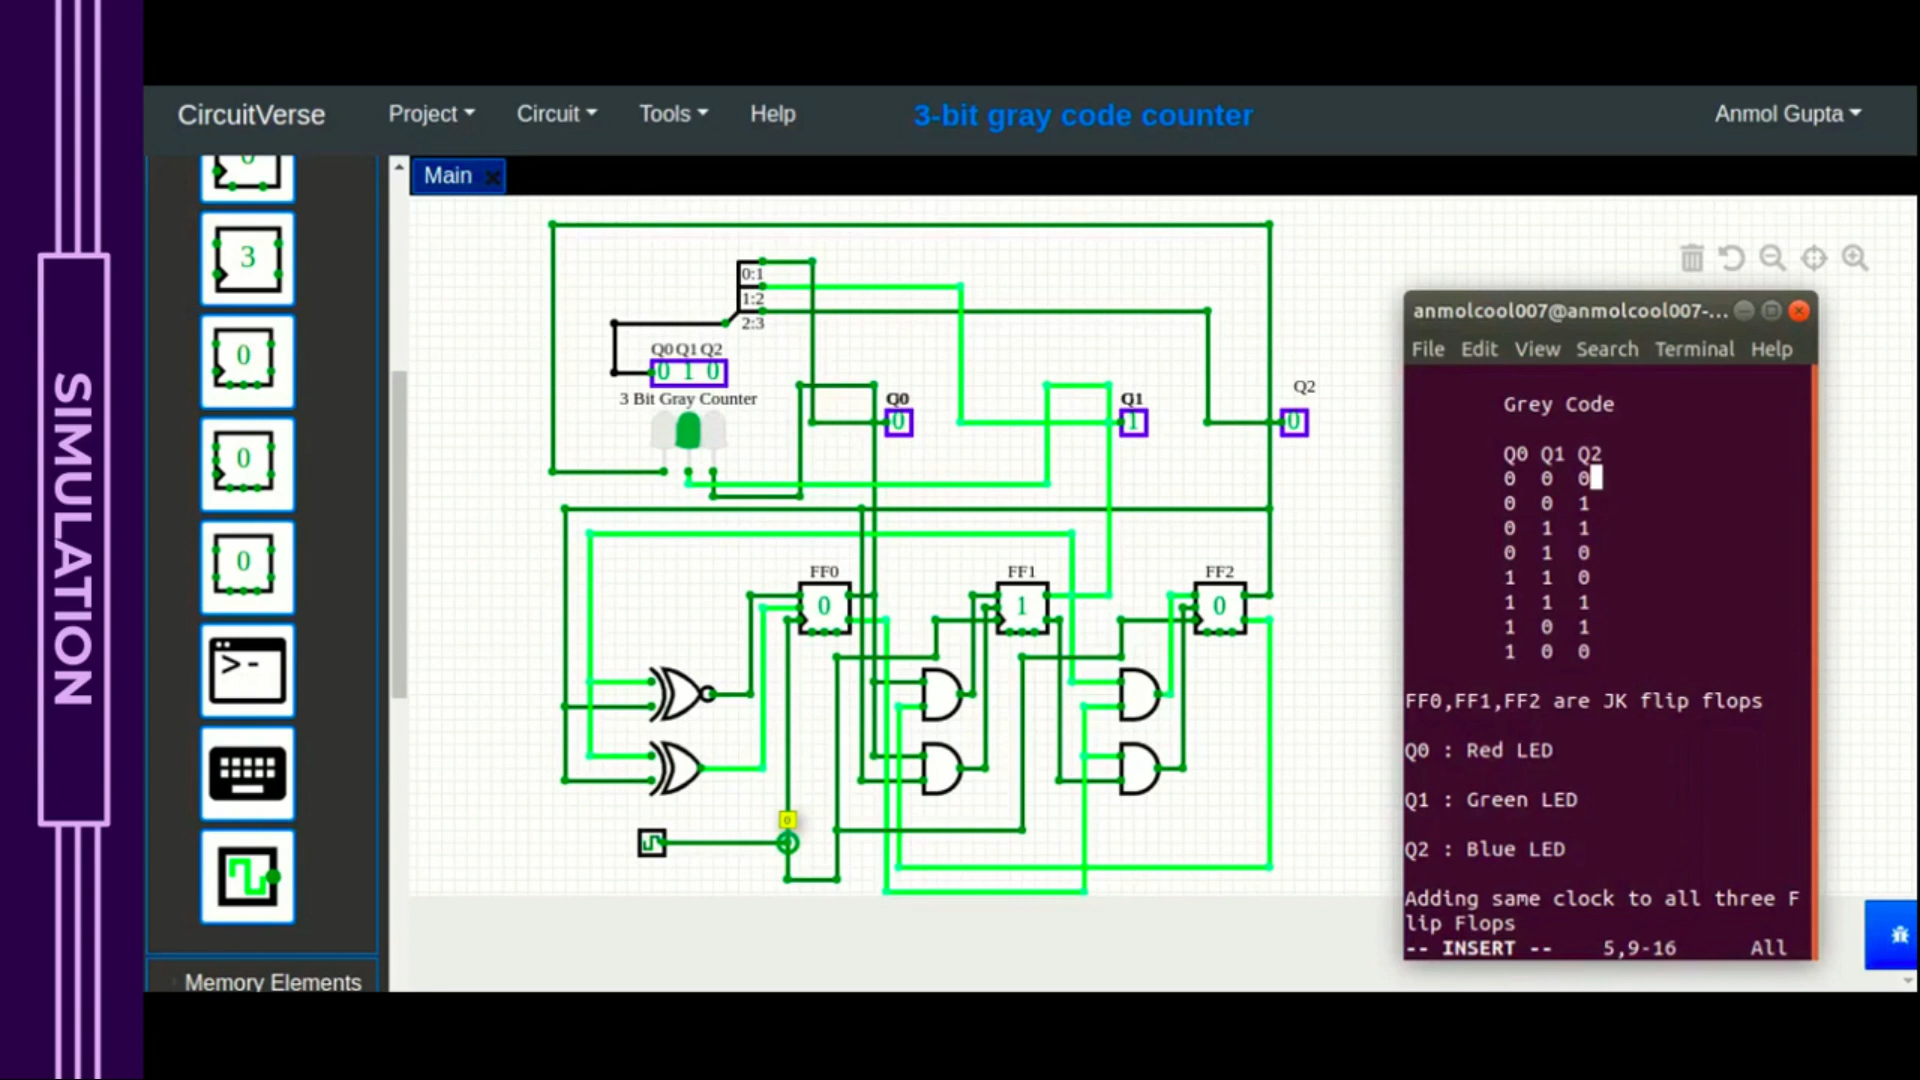 SIMULATION
CircuitVerse Project Circuit Tools Help 3-bit gray code counter Anmol Gupta
Main
0
3
0
0
0
>-
Memory Elements
0:1
1:2
2:3
Q0 Q1 Q2
0 1 0
3 Bit Gray Counter
Q0
0
Q1
1
Q2
0
FF0
0
FF1
1
FF2
0
0
anmolcool007@anmolcool007-...
File Edit View Search Terminal Help
Grey Code
Q0 Q1 Q2
0 0 0
0 0 1
0 1 1
0 1 0
1 1 0
1 1 1
1 0 1
1 0 0
FF0,FF1,FF2 are JK flip flops
Q0 : Red LED
Q1 : Green LED
Q2 : Blue LED
Adding same clock to all three F
lip Flops
-- INSERT -- 5,9-16 All